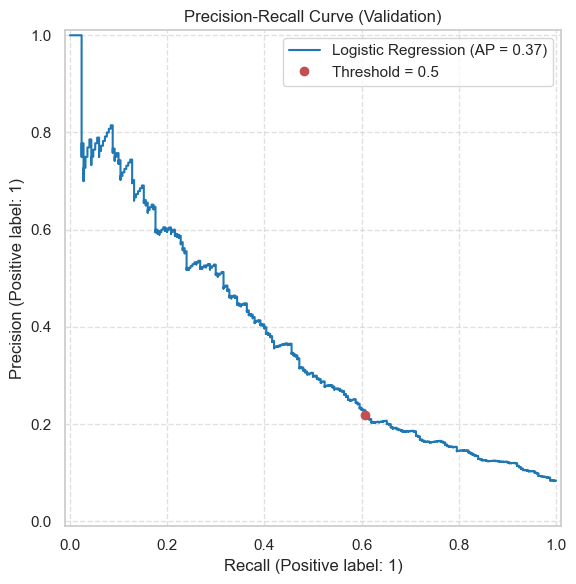 Precision-Recall Curve (Validation)
Logistic Regression (AP = 0.37)
Threshold = 0.5
Precision (Positive label: 1)
1.0
0.8
0.6
0.4
0.2
0.0
0.0 0.2 0.4 0.6 0.8 1.0
Recall (Positive label: 1)